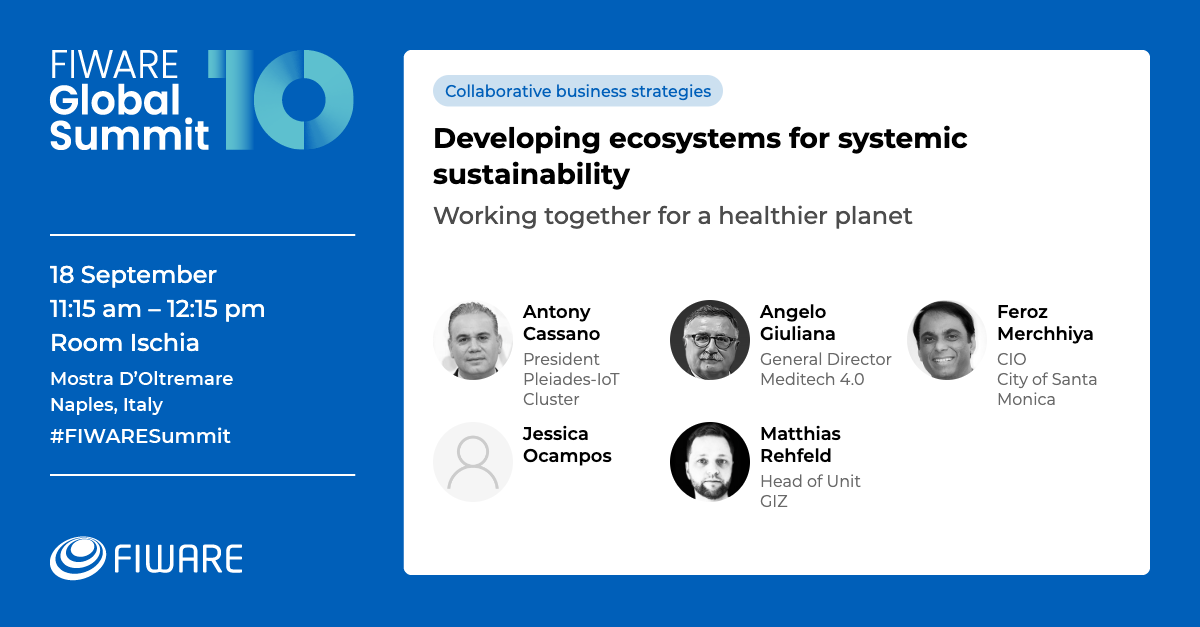 FIWARE
Global
Summit
10
18 September
11:15 am – 12:15 pm
Room Ischia
Mostra D’Oltremare
Naples, Italy
#FIWARESummit
FIWARE
Collaborative business strategies
Developing ecosystems for systemic
sustainability
Working together for a healthier planet
Antony
Cassano
President
Pleiades-IoT
Cluster
Angelo
Giuliana
General Director
Meditech 4.0
Feroz
Merchhiya
CIO
City of Santa
Monica
Jessica
Ocampos
Matthias
Rehfeld
Head of Unit
GIZ